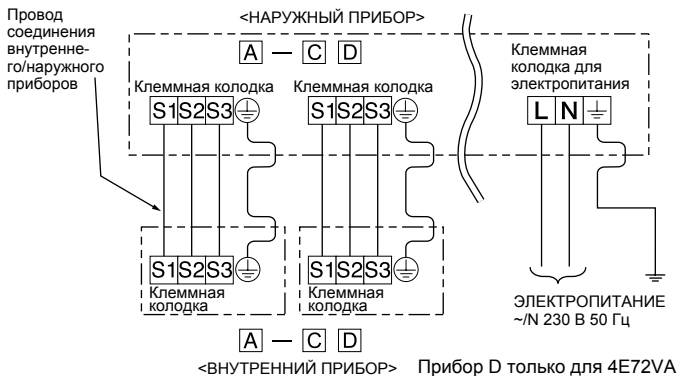 Провод
соединения
внутренне-
го/наружного
приборов
<НАРУЖНЫЙ ПРИБОР>
A — C D
Клеммная колодка
S1 S2 S3
Клеммная колодка
S1 S2 S3
Клеммная
колодка для
электропитания
L N
S1 S2 S3
Клеммная
колодка
S1 S2 S3
Клеммная
колодка
ЭЛЕКТРОПИТАНИЕ
~/N 230 В 50 Гц
A — C D
<ВНУТРЕННИЙ ПРИБОР>
Прибор D только для 4E72VA